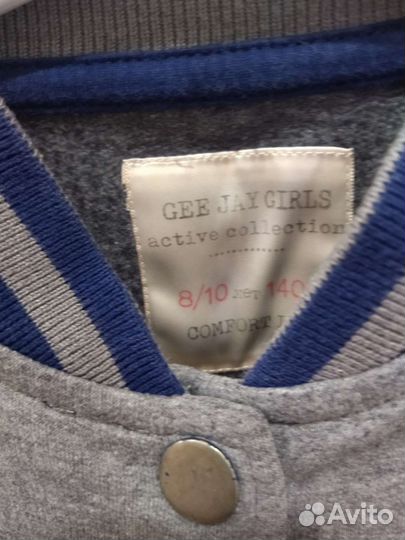 GEE JAY GIRLS
active collection
8/10 лет 140
COMFORT
Avito